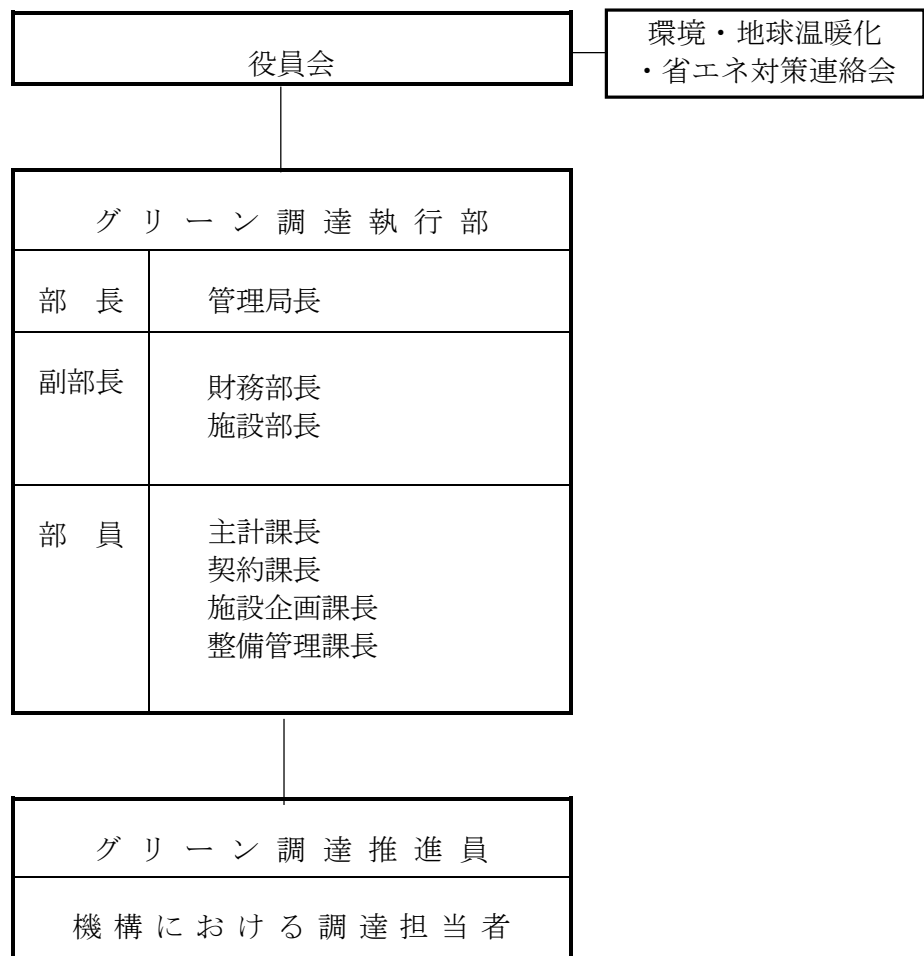 役員会
環境・地球温暖化
・省エネ対策連絡会
グリーン調達執行部
部　長　管理局長
副部長　財務部長
施設部長
部　員　主計課長
契約課長
施設企画課長
整備管理課長
グリーン調達推進員
機構における調達担当者